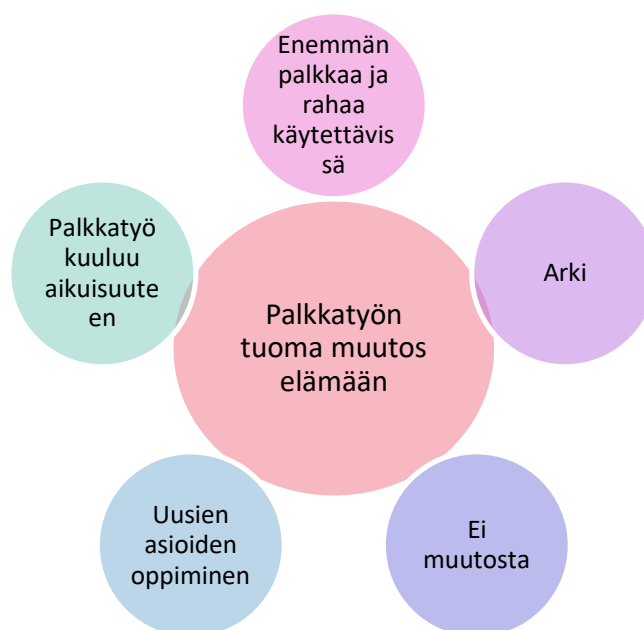 Enemmän
palkkaa ja
rahaa
käytettävis
sä
Palkkatyö
kuuluu
aikuisuute
en
Arki
Palkkatyön
tuoma muutos
elämään
Uusien
asioiden
oppiminen
Ei
muutosta